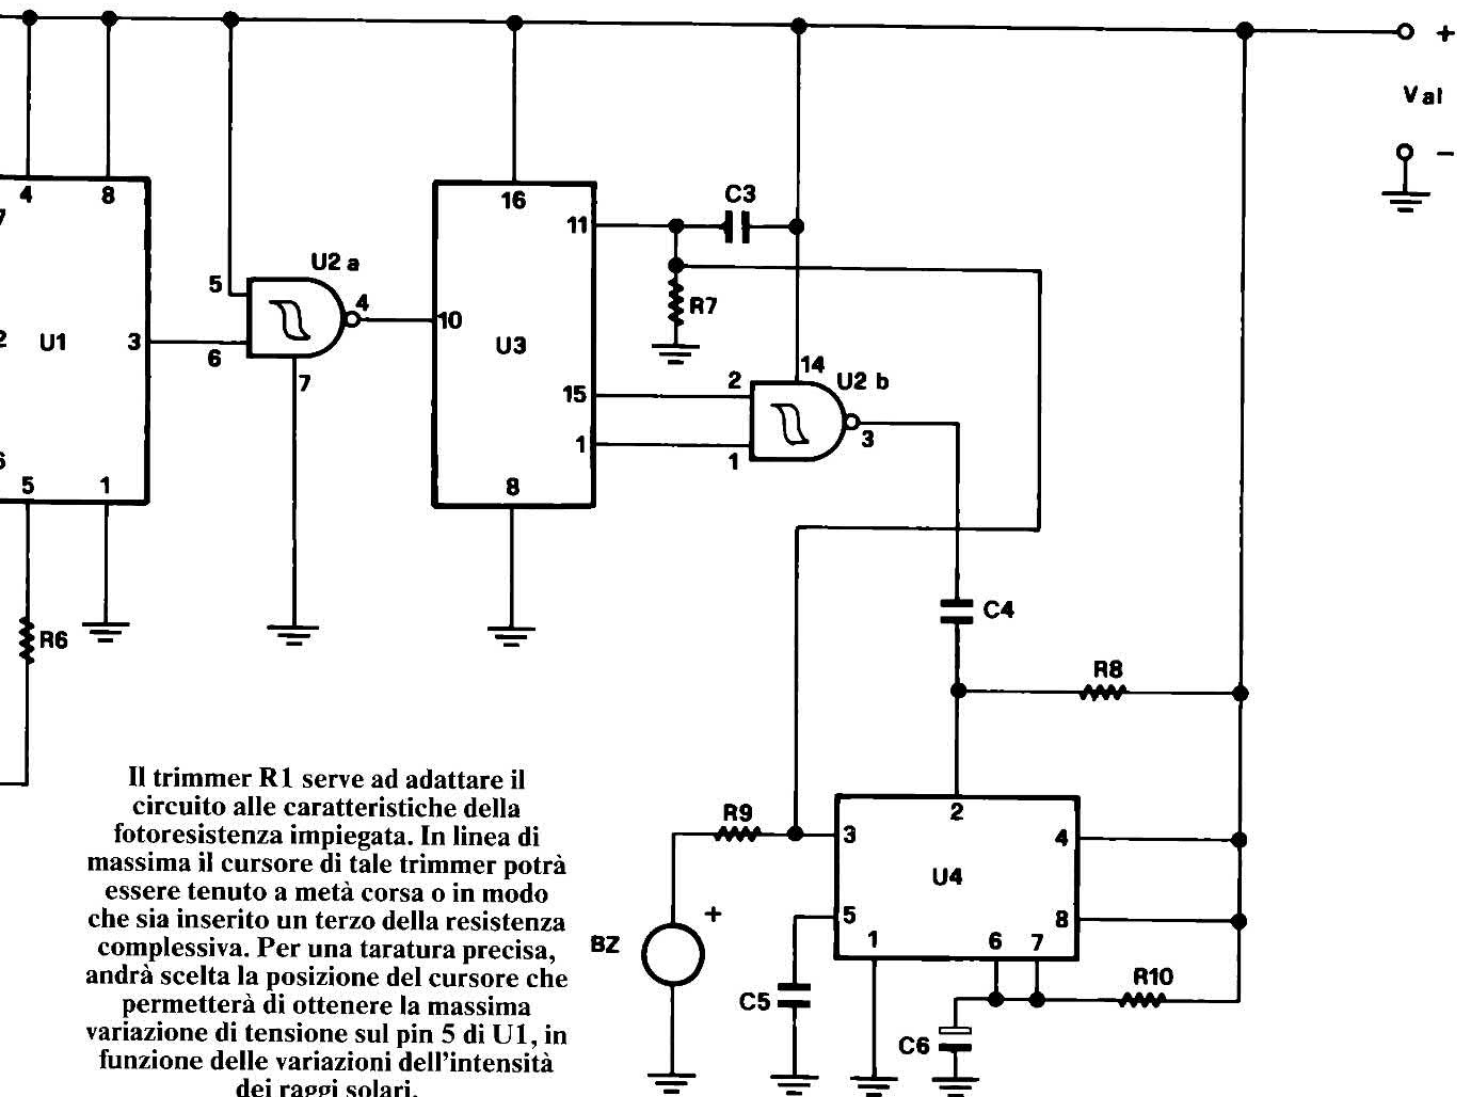 +
Val
−
4
8
7
2
U1
3
6
5
1
R6
5
6
U2 a
4
7
16
11
10
U3
15
1
8
C3
R7
14
2
1
U2 b
3
C4
R8
R9
3
2
4
U4
5
8
1
6
7
+
BZ
C5
C6
R10
Il trimmer R1 serve ad adattare il
circuito alle caratteristiche della
fotoresistenza impiegata. In linea di
massima il cursore di tale trimmer potrà
essere tenuto a metà corsa o in modo
che sia inserito un terzo della resistenza
complessiva. Per una taratura precisa,
andrà scelta la posizione del cursore che
permetterà di ottenere la massima
variazione di tensione sul pin 5 di U1, in
funzione delle variazioni dell'intensità
dei raggi solari.